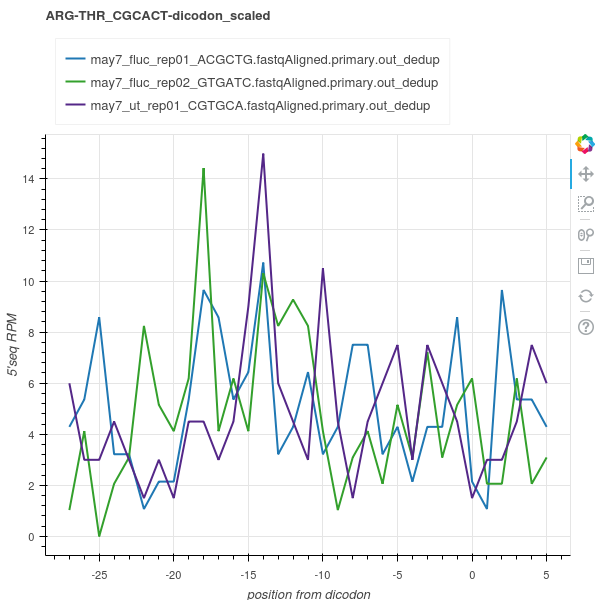 ARG-THR_CGCACT-dicodon_scaled
may7_fluc_rep01_ACGCTG.fastqAligned.primary.out_dedup
may7_fluc_rep02_GTGATC.fastqAligned.primary.out_dedup
may7_ut_rep01_CGTGCA.fastqAligned.primary.out_dedup
14
12
10
8
6
4
2
0
5'seq RPM
-25
-20
-15
-10
-5
0
5
position from dicodon